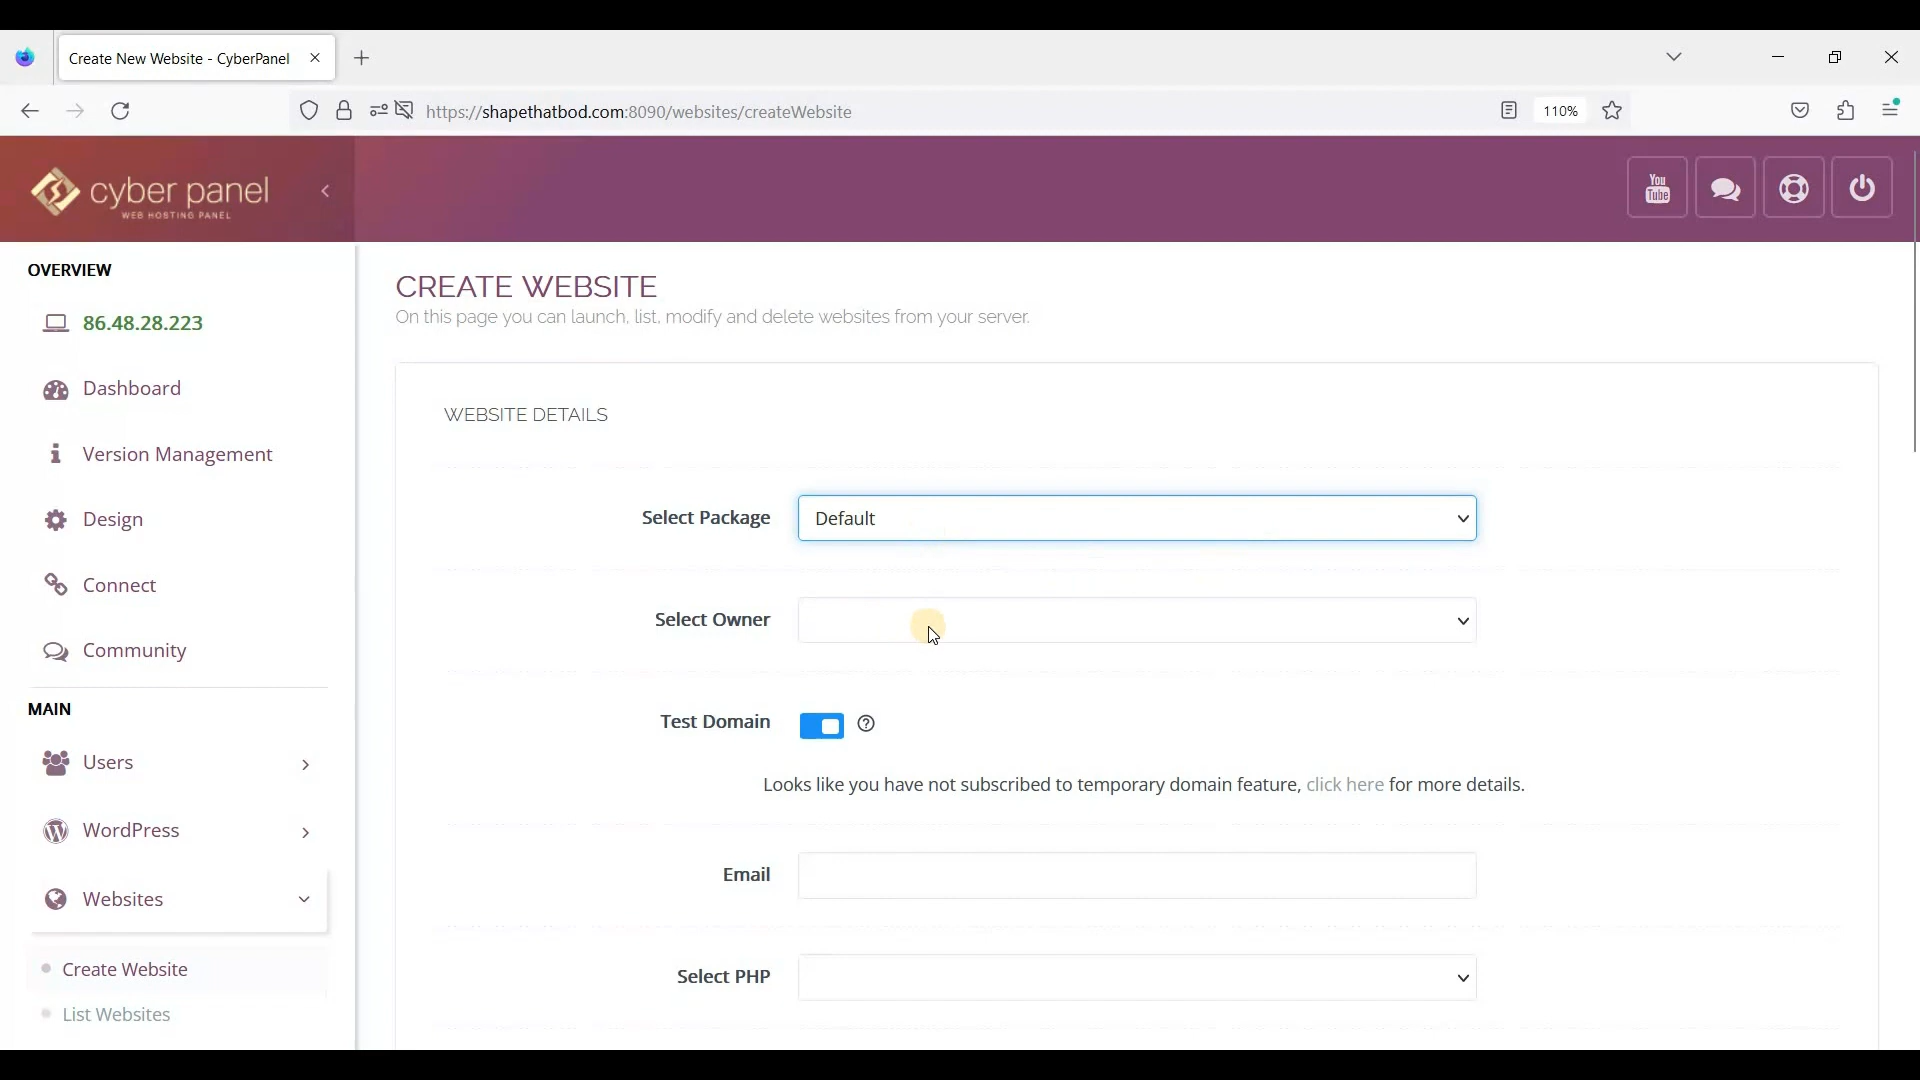 Create New Website - CyberPanel
https://shapethatbod.com:8090/websites/createWebsite
110%
cyber panel
WEB HOSTING PANEL
You
Tube
OVERVIEW
86.48.28.223
Dashboard
Version Management
Design
Connect
Community
MAIN
Users
WordPress
Websites
Create Website
List Websites
CREATE WEBSITE
On this page you can launch, list, modify and delete websites from your server.
WEBSITE DETAILS
Select Package
Default
Select Owner
Test Domain
Looks like you have not subscribed to temporary domain feature, click here for more details.
Email
Select PHP